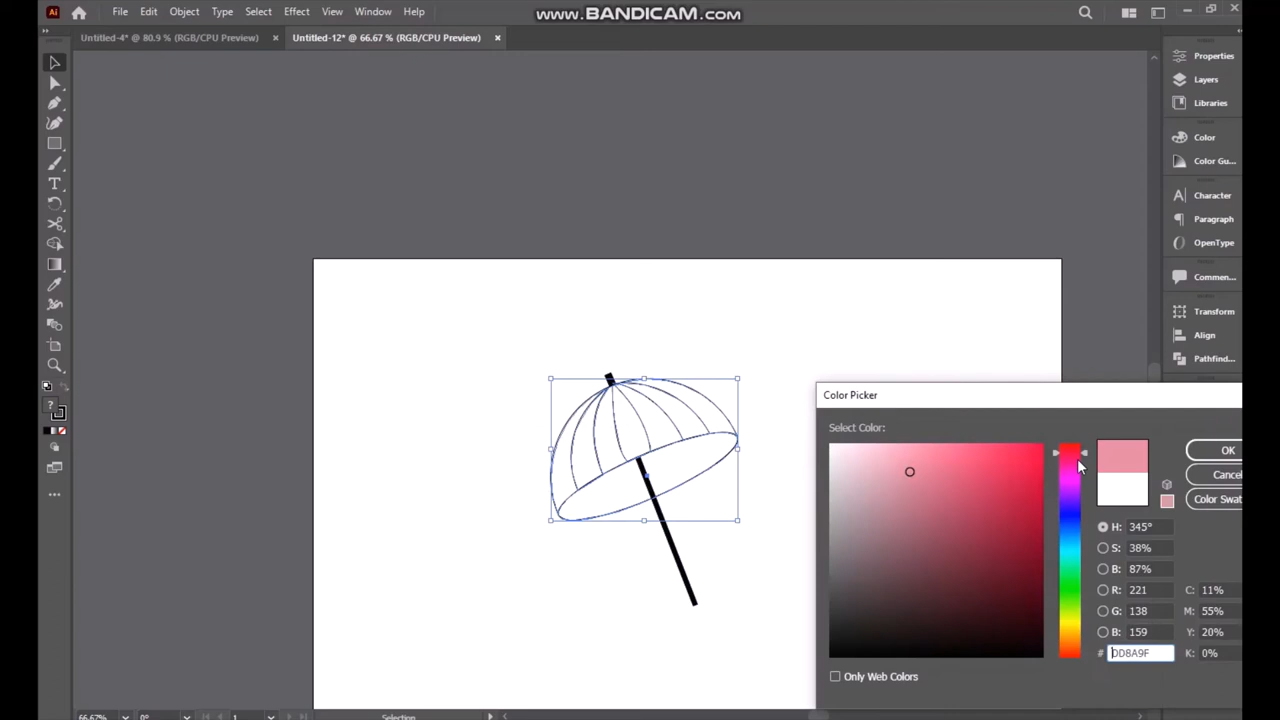 Ai File Edit Object Type Select Effect View Window Help
www.BANDICAM.com
Untitled-4* @ 80.9 % (RGB/CPU Preview) × Untitled-12* @ 66.67 % (RGB/CPU Preview) ×
Properties
Layers
Libraries
Color
Color Gu...
Character
Paragraph
OpenType
Commen...
Transform
Align
Pathfind...
?
Color Picker
Select Color:
OK
Cancel
Color Swat
H: 345°
S: 38%
B: 87%
R: 221 C: 11%
G: 138 M: 55%
B: 159 Y: 20%
# DD8A9F K: 0%
Only Web Colors
66.67% 0° 1 Selection